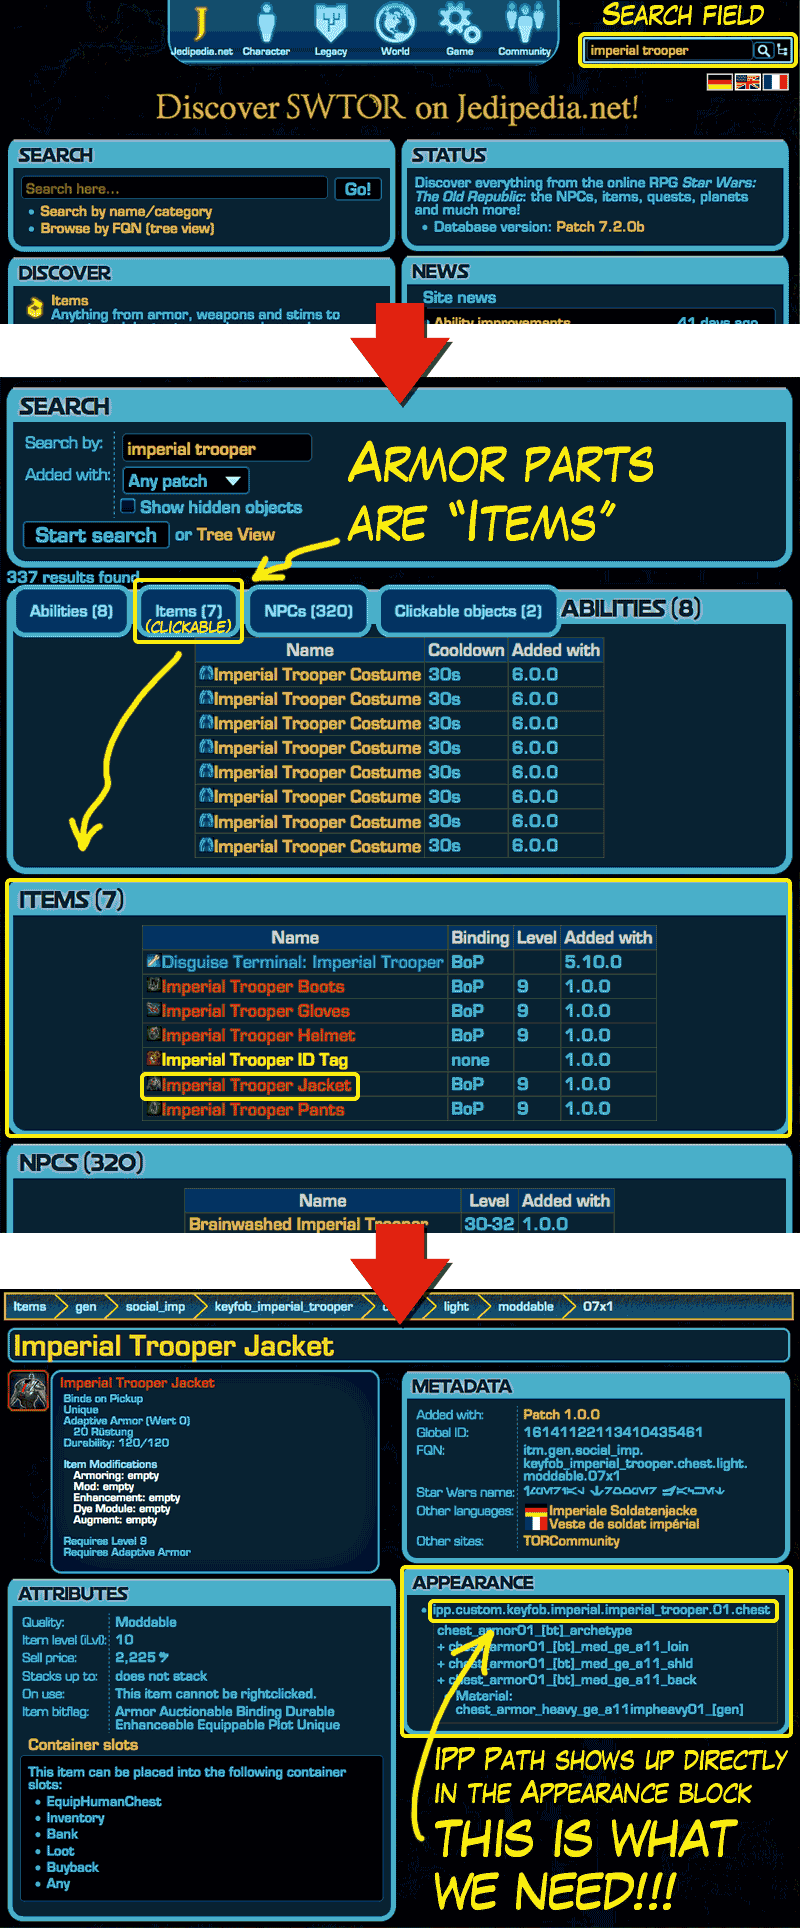 SEARCH FIELD
J
Jedipedia.net Character Legacy World Game Community
imperial trooper
Discover SWTOR on Jedipedia.net!
SEARCH
Search here...
Go!
• Search by name/category
• Browse by FQN (tree view)
STATUS
Discover everything from the online RPG Star Wars:
The Old Republic: the NPCs, items, quests, planets
and much more!
• Database version: Patch 7.2.0b
DISCOVER
Items
Anything from armor, weapons and stims to
NEWS
Site news
• Ability improvements 41 days ago
SEARCH
Search by: imperial trooper
Added with: Any patch
Show hidden objects
Start search or Tree View
ARMOR PARTS
ARE "ITEMS"
337 results found.
Abilities (8)
Items (7)
(CLICKABLE)
NPCs (320)
Clickable objects (2)
ABILITIES (8)
Name Cooldown Added with
Imperial Trooper Costume 30s 6.0.0
Imperial Trooper Costume 30s 6.0.0
Imperial Trooper Costume 30s 6.0.0
Imperial Trooper Costume 30s 6.0.0
Imperial Trooper Costume 30s 6.0.0
Imperial Trooper Costume 30s 6.0.0
Imperial Trooper Costume 30s 6.0.0
Imperial Trooper Costume 30s 6.0.0
ITEMS (7)
Name Binding Level Added with
Disguise Terminal: Imperial Trooper BoP 5.10.0
Imperial Trooper Boots BoP 9 1.0.0
Imperial Trooper Gloves BoP 9 1.0.0
Imperial Trooper Helmet BoP 9 1.0.0
Imperial Trooper ID Tag none 1.0.0
Imperial Trooper Jacket BoP 9 1.0.0
Imperial Trooper Pants BoP 9 1.0.0
NPCS (320)
Name Level Added with
Brainwashed Imperial Trooper 30-32 1.0.0
Items gen social_imp keyfob_imperial_trooper light moddable 07x1
Imperial Trooper Jacket
Imperial Trooper Jacket
Binds on Pickup
Unique
Adaptive Armor (Wert 0)
20 Rüstung
Durability: 120/120
Item Modifications
Armoring: empty
Mod: empty
Enhancement: empty
Dye Module: empty
Augment: empty
Requires Level 9
Requires Adaptive Armor
METADATA
Added with: Patch 1.0.0
Global ID: 16141122113410435461
FQN: itm.gen.social_imp.
keyfob_imperial_trooper.chest.light.
moddable.07x1
Star Wars name:
Other languages: Imperiale Soldatenjacke
Veste de soldat impérial
Other sites: TORCommunity
ATTRIBUTES
Quality: Moddable
Item level (iLvl): 10
Sell price: 2,225
Stacks up to: does not stack
On use: This item cannot be rightclicked.
Item bitflag: Armor Auctionable Binding Durable
Enhanceable Equippable Plot Unique
Container slots
This item can be placed into the following container
slots:
• EquipHumanChest
• Inventory
• Bank
• Loot
• Buyback
• Any
APPEARANCE
• ipp.custom.keyfob.imperial.imperial_trooper.01.chest
chest_armor01_[bt]_archetype
+ chest_armor01_[bt]_med_ge_a11_loin
+ chest_armor01_[bt]_med_ge_a11_shld
+ chest_armor01_[bt]_med_ge_a11_back
• Material:
chest_armor_heavy_ge_a11impheavy01_[gen]
IPP PATH SHOWS UP DIRECTLY
IN THE APPEARANCE BLOCK
THIS IS WHAT
WE NEED!!!